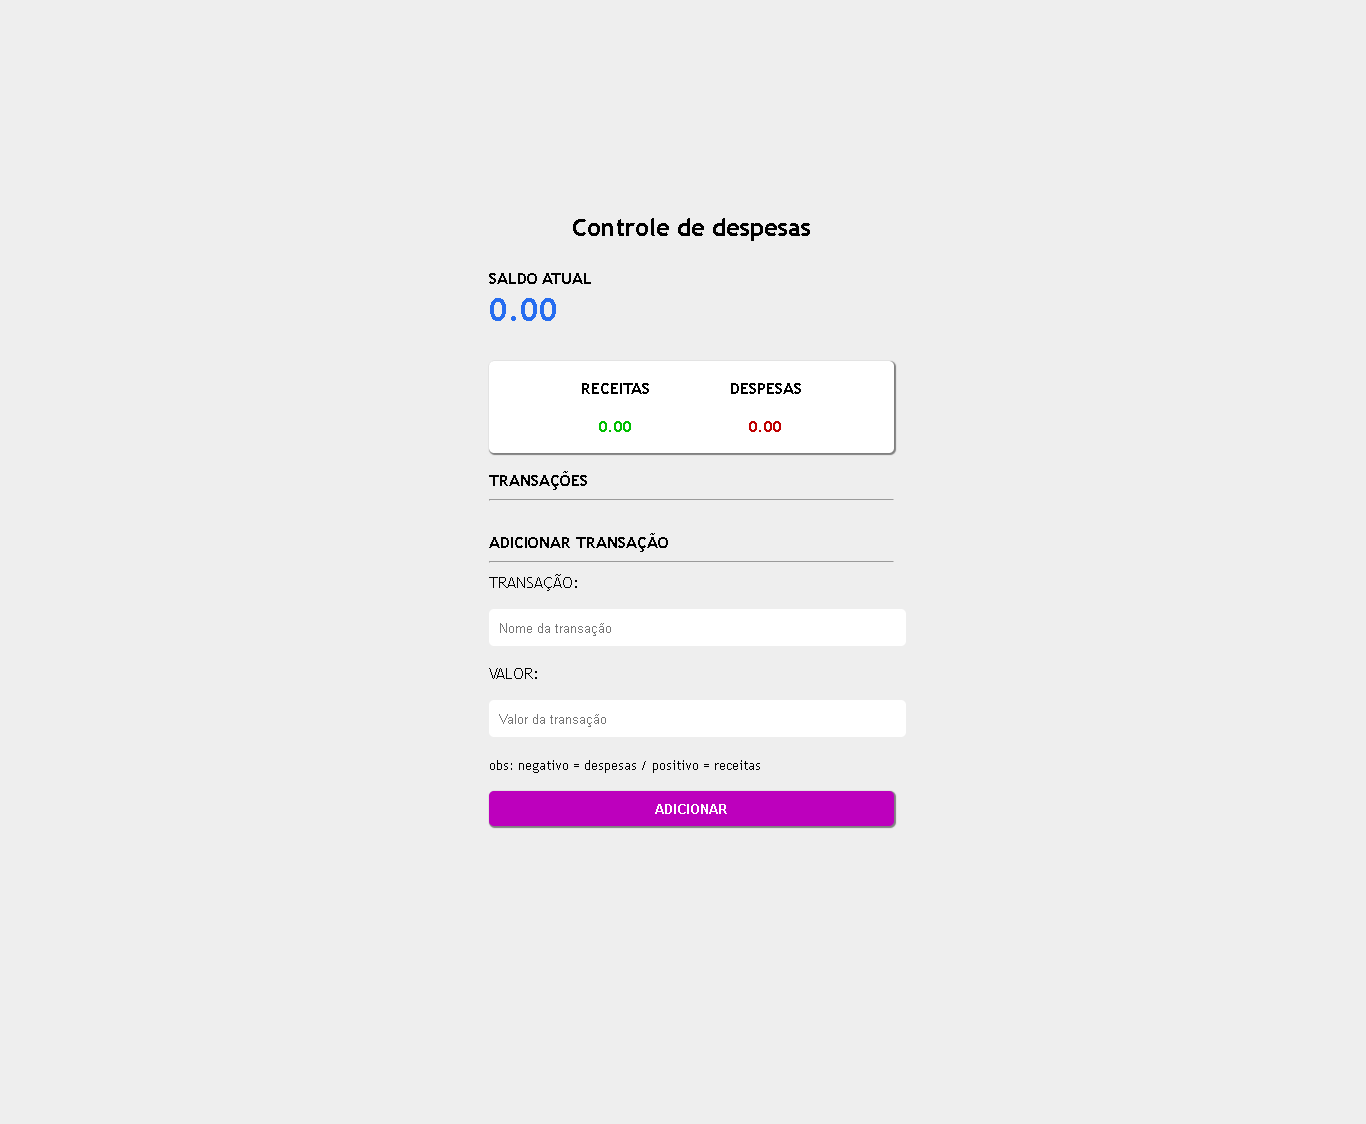 Controle de despesas
SALDO ATUAL
0.00
RECEITAS DESPESAS
0.00 0.00
TRANSAÇÕES
ADICIONAR TRANSAÇÃO
TRANSAÇÃO:
Nome da transação
VALOR:
Valor da transação
obs: negativo = despesas / positivo = receitas
ADICIONAR